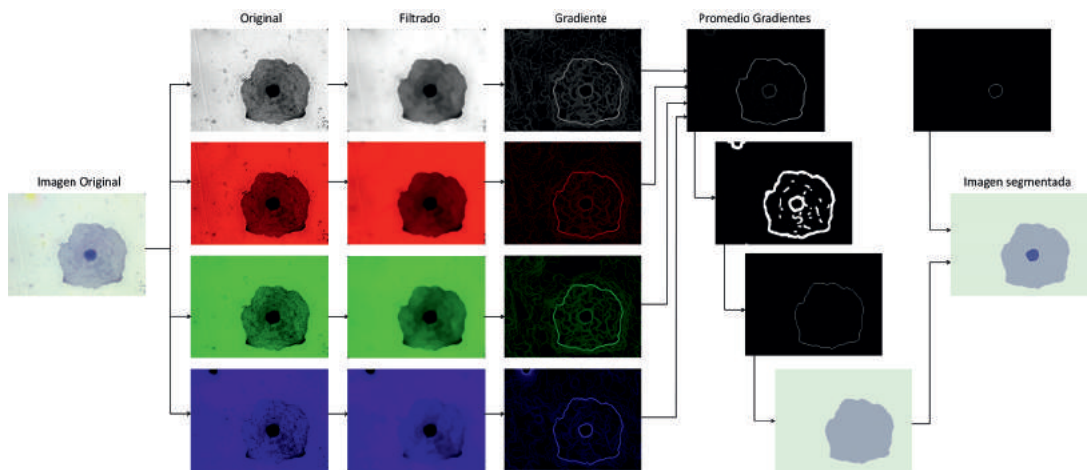 Original
Filtrado
Gradiente
Promedio Gradientes
Imagen Original
Imagen segmentada